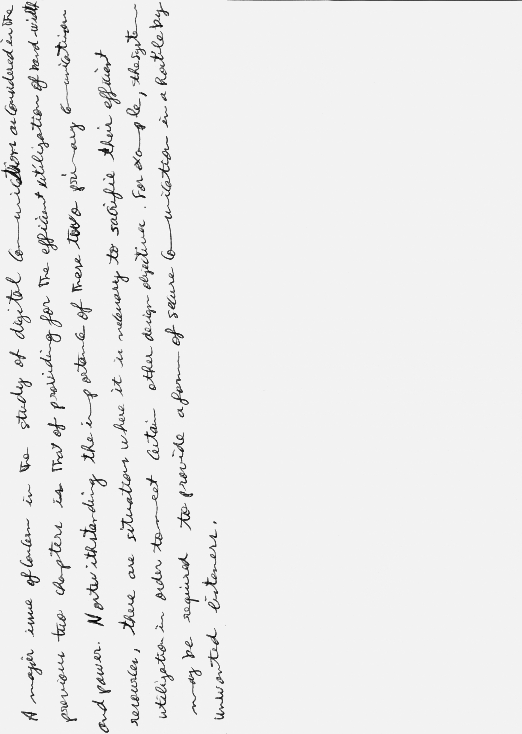 A major issue of concern in the study of digital communications as considered in the
previous two chapters is that of providing for the efficient utilization of band width
and power. Notwithstanding the importance of these two primary communication
resources, there are situations where it is necessary to sacrifie their efficient
utilization in order to meet certain other design objectives. For example, the system
may be required to provide a form of secure communication in a hostile by
unwanted listeners.